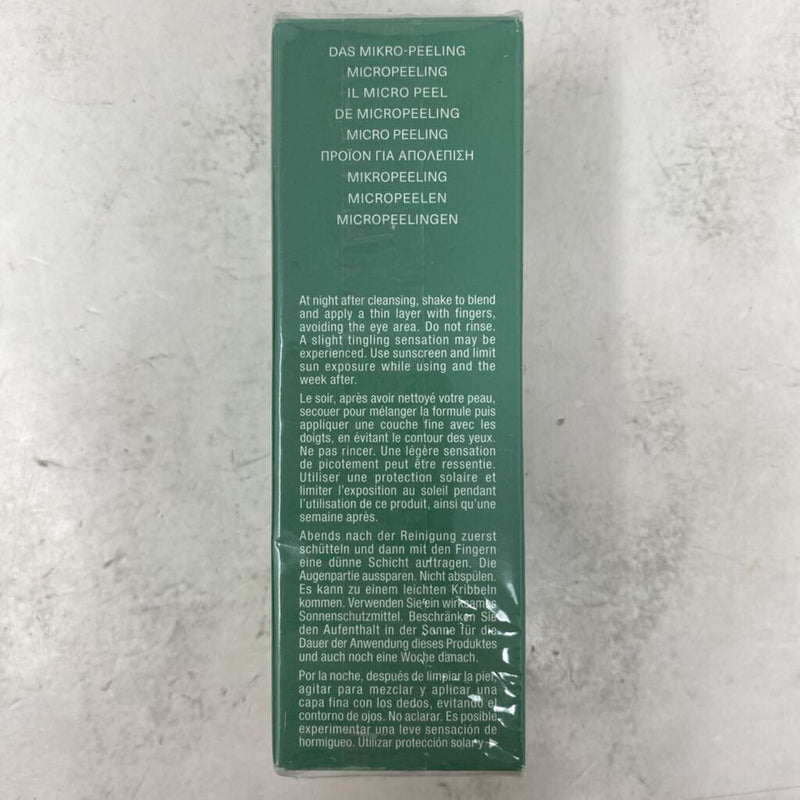 DAS MIKRO-PEELING
MICROPEELING
IL MICRO PEEL
DE MICROPEELING
MICRO PEELING
ΠΡΟΪΟΝ ΓΙΑ ΑΠΟΛΕΠΙΣΗ
MIKROPEELING
MICROPEELEN
MICROPEELINGEN
At night after cleansing, shake to blend
and apply a thin layer with fingers,
avoiding the eye area. Do not rinse.
A slight tingling sensation may be
experienced. Use sunscreen and limit
sun exposure while using and the
week after.
Le soir, après avoir nettoyé votre peau,
secouer pour mélanger la formule puis
appliquer une couche fine avec les
doigts, en évitant le contour des yeux.
Ne pas rincer. Une légère sensation
de picotement peut être ressentie.
Utiliser une protection solaire et
limiter l'exposition au soleil pendant
l'utilisation de ce produit, ainsi qu'une
semaine après.
Abends nach der Reinigung zuerst
schütteln und dann mit den Fingern
eine dünne Schicht auftragen. Die
Augenpartie aussparen. Nicht abspülen.
Es kann zu einem leichten Kribbeln
kommen. Verwenden Sie ein wirksames
Sonnenschutzmittel. Beschränken Sie
den Aufenthalt in der Sonne für die
Dauer der Anwendung dieses Produktes
und auch noch eine Woche danach.
Por la noche, después de limpiar la piel,
agitar para mezclar y aplicar una
capa fina con los dedos, evitando el
contorno de ojos. No aclarar. Es posible
experimentar una leve sensación de
hormigueo. Utilizar protección solar y